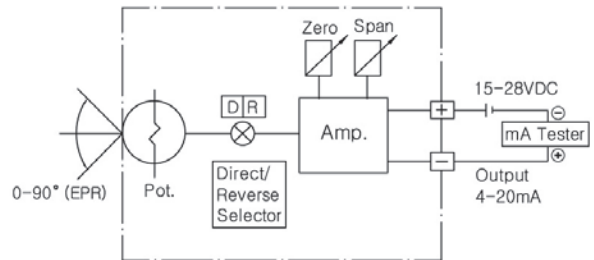 Zero Span
D R
15-28VDC
+
⊖
Amp.
mA Tester
⊕
−
0-90° (EPR)
Pot.
Direct/
Reverse
Selector
Output
4-20mA